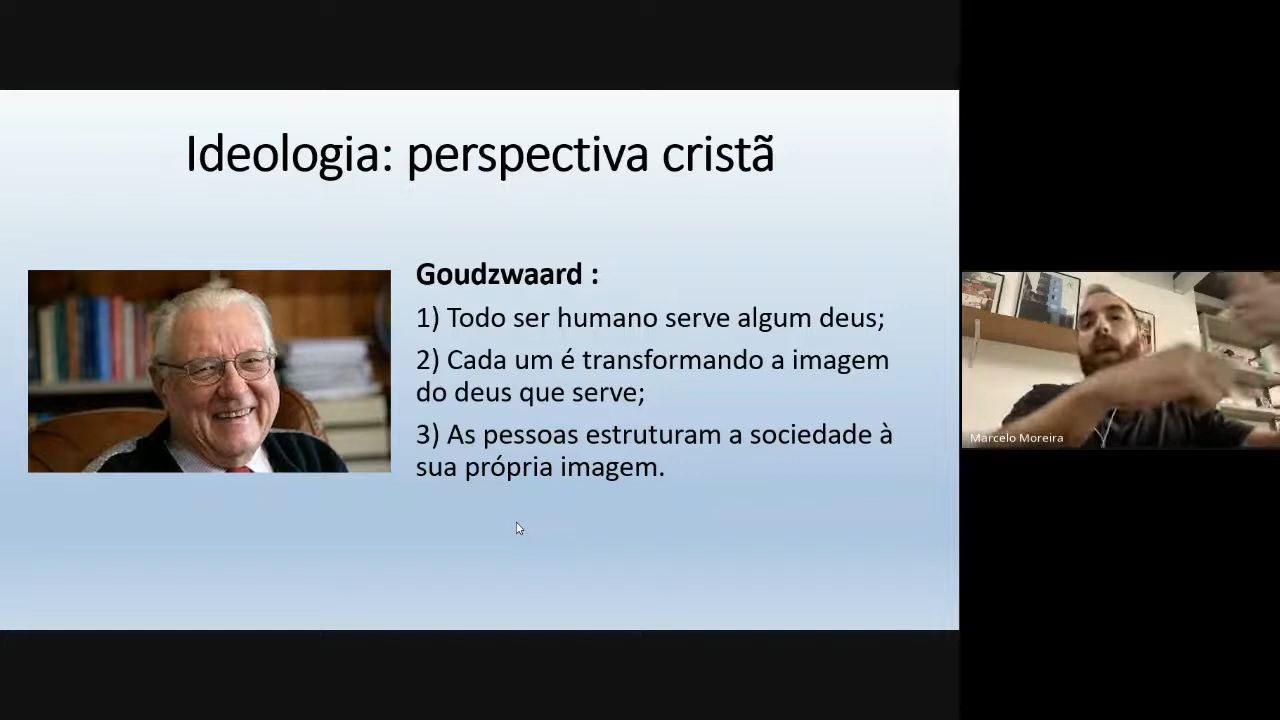 Ideologia: perspectiva cristã
Goudzwaard :
1) Todo ser humano serve algum deus;
2) Cada um é transformando a imagem
do deus que serve;
3) As pessoas estruturam a sociedade à
sua própria imagem.
Marcelo Moreira